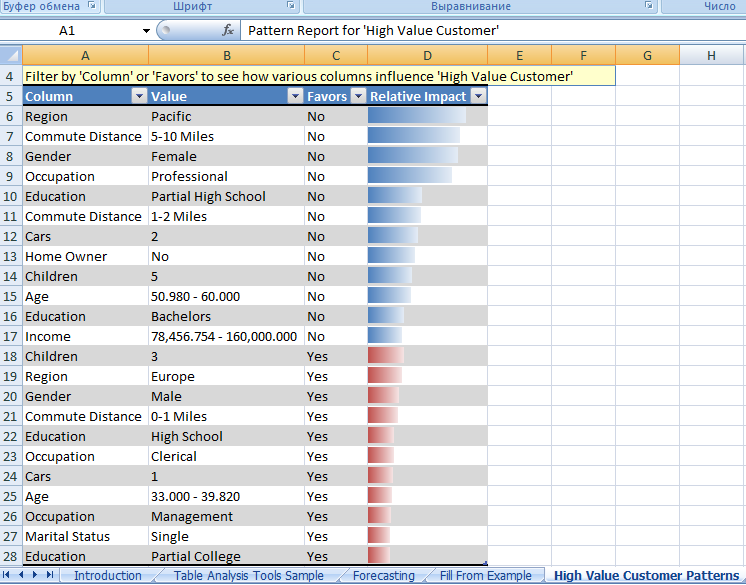 Буфер обмена Шрифт Выравнивание Число
A1 fx Pattern Report for 'High Value Customer'
A B C D E F G H
4 Filter by 'Column' or 'Favors' to see how various columns influence 'High Value Customer'
5 Column Value Favors Relative Impact
6 Region Pacific No
7 Commute Distance 5-10 Miles No
8 Gender Female No
9 Occupation Professional No
10 Education Partial High School No
11 Commute Distance 1-2 Miles No
12 Cars 2 No
13 Home Owner No No
14 Children 5 No
15 Age 50.980 - 60.000 No
16 Education Bachelors No
17 Income 78,456.754 - 160,000.000 No
18 Children 3 Yes
19 Region Europe Yes
20 Gender Male Yes
21 Commute Distance 0-1 Miles Yes
22 Education High School Yes
23 Occupation Clerical Yes
24 Cars 1 Yes
25 Age 33.000 - 39.820 Yes
26 Occupation Management Yes
27 Marital Status Single Yes
28 Education Partial College Yes
Introduction Table Analysis Tools Sample Forecasting Fill From Example High Value Customer Patterns